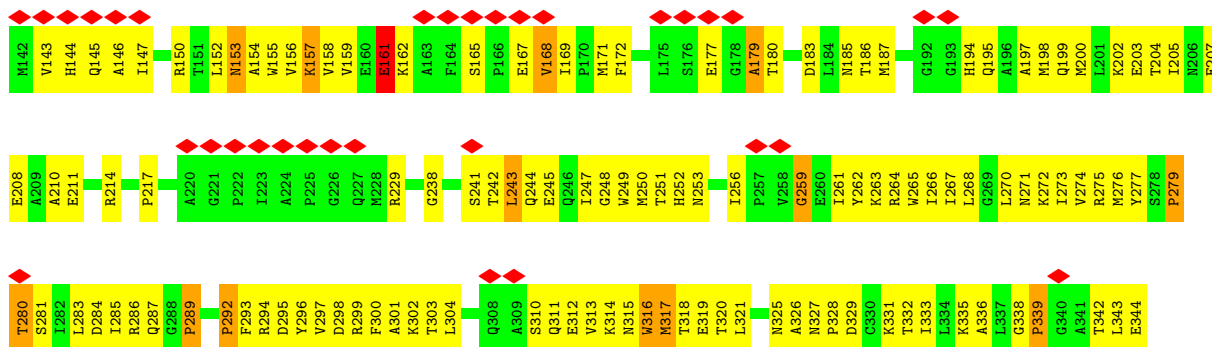 M142 V143 H144 Q145 A146 I147 R150 T151 L152 N153 A154 W155 V156 K157 V158 V159 E160 E161 K162 A163 F164 S165 P166 E167 V168 I169 P170 M171 F172 L175 S176 E177 G178 A179 T180 D183 L184 N185 T186 M187 G192 G193 H194 Q195 A196 A197 M198 Q199 M200 L201 K202 E203 T204 I205 N206 E207
E208 A209 A210 E211 R214 P217 A220 G221 P222 I223 A224 P225 G226 Q227 M228 R229 G238 S241 T242 L243 Q244 E245 Q246 I247 G248 W249 M250 T251 H252 N253 I256 P257 V258 G259 E260 I261 Y262 K263 R264 W265 I266 I267 L268 G269 L270 N271 K272 I273 V274 R275 M276 Y277 S278 P279
T280 S281 I282 L283 D284 I285 R286 Q287 G288 P289 P292 F293 R294 D295 Y296 V297 D298 R299 F300 A301 K302 T303 L304 Q308 A309 S310 Q311 E312 V313 K314 N315 W316 M317 T318 E319 T320 L321 N325 A326 N327 P328 D329 C330 K331 T332 I333 L334 K335 A336 L337 G338 P339 G340 A341 T342 L343 E344